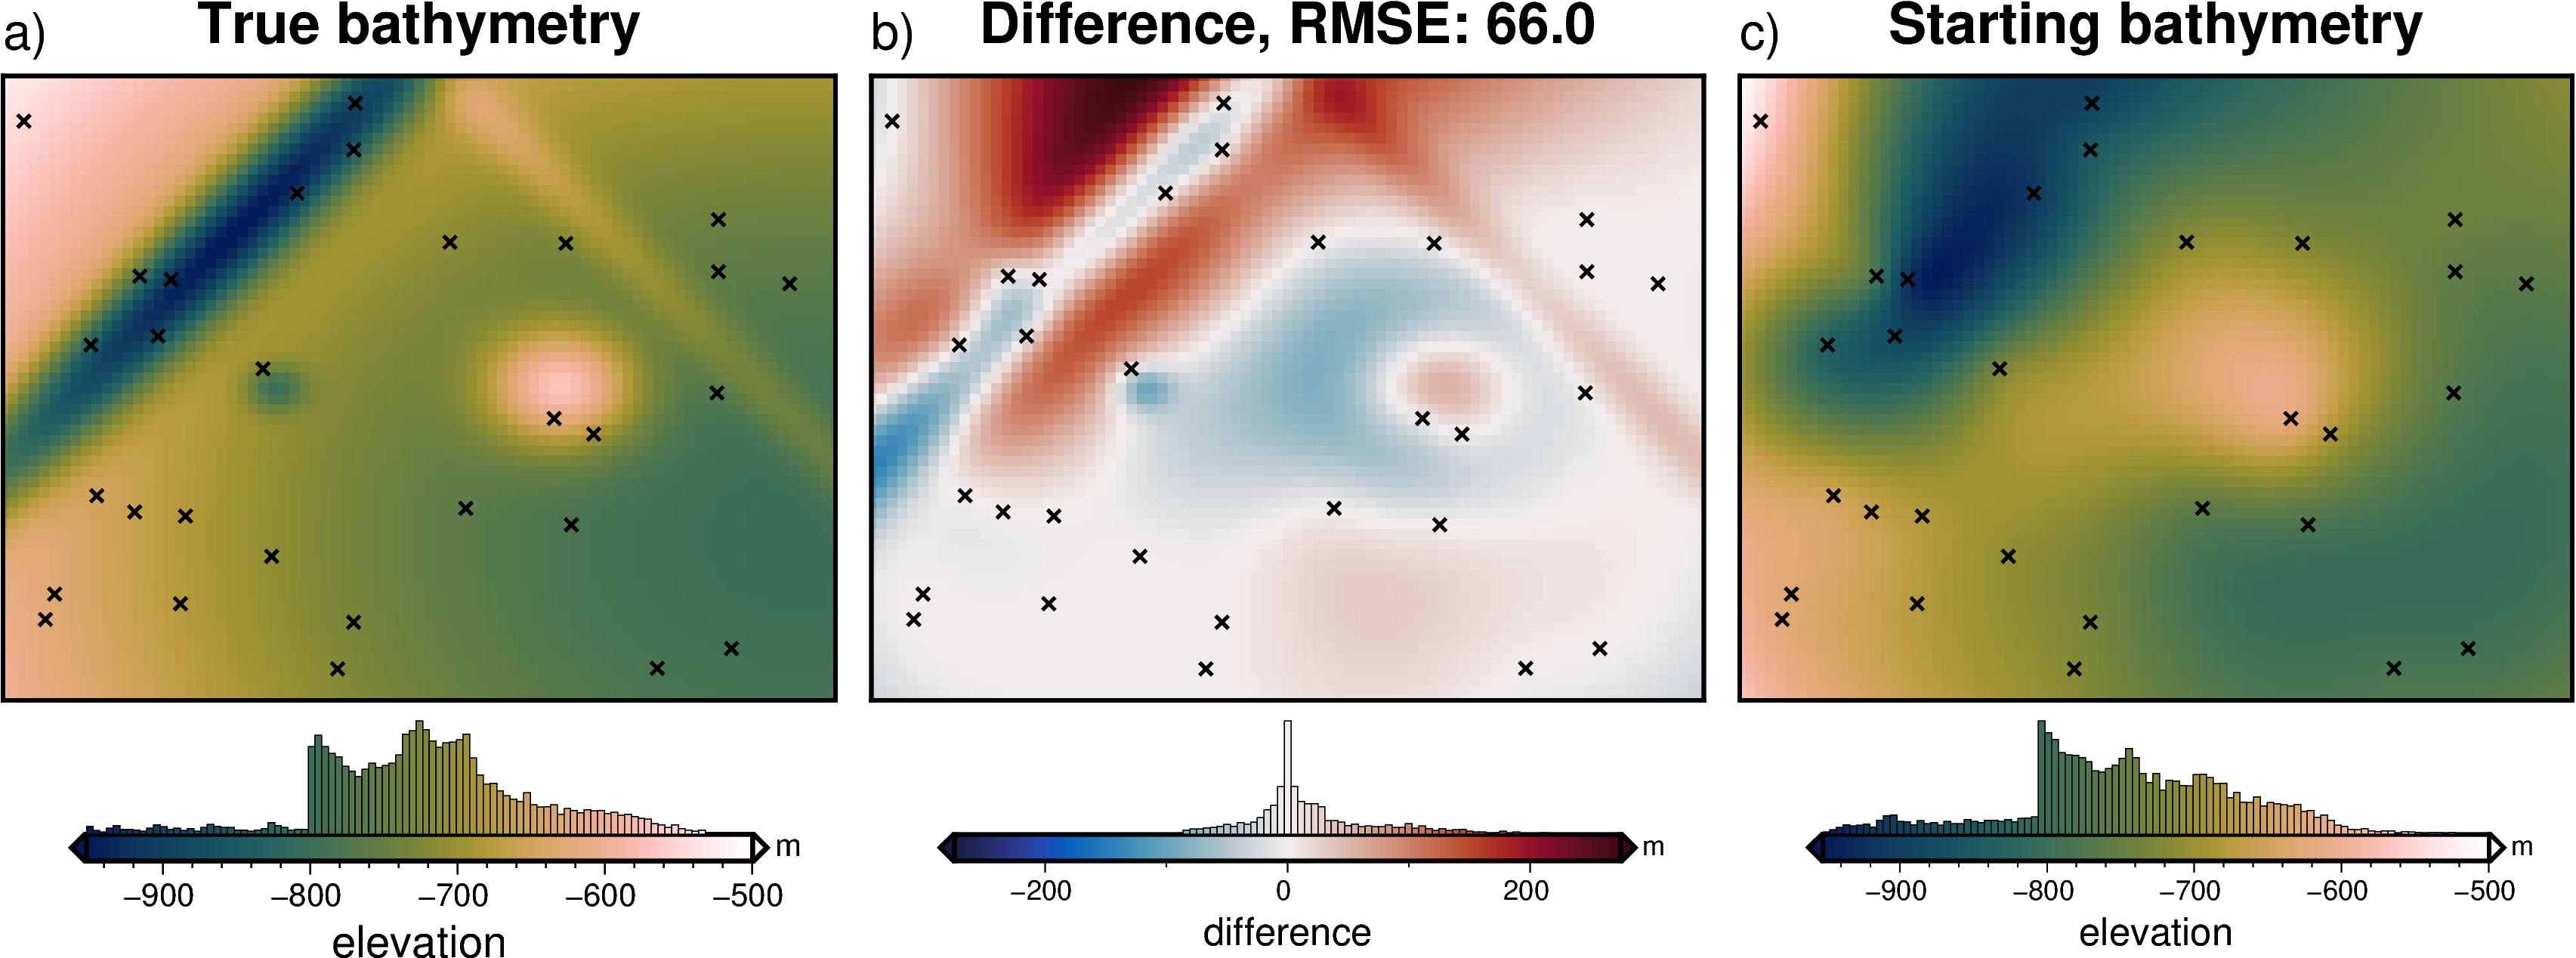 a) True bathymetry
b) Difference, RMSE: 66.0
c) Starting bathymetry
−900 −800 −700 −600 −500 m
elevation
−200 0 200 m
difference
−900 −800 −700 −600 −500 m
elevation